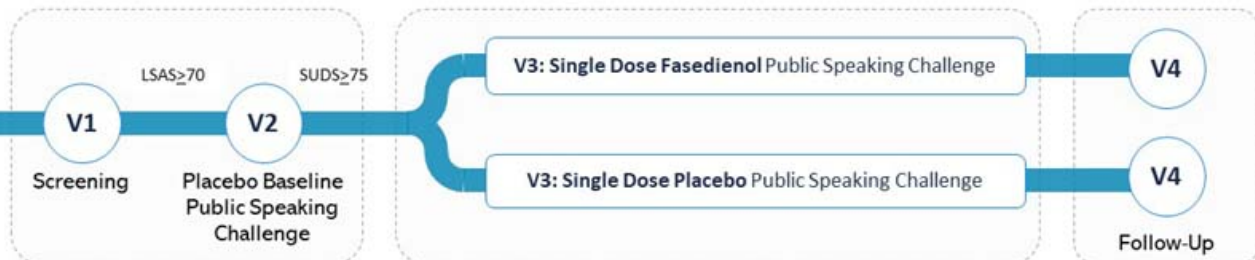 LSAS≥70
SUDS≥75
V1
V2
Screening
Placebo Baseline
Public Speaking
Challenge
V3: Single Dose Fasedienol Public Speaking Challenge
V3: Single Dose Placebo Public Speaking Challenge
V4
V4
Follow-Up